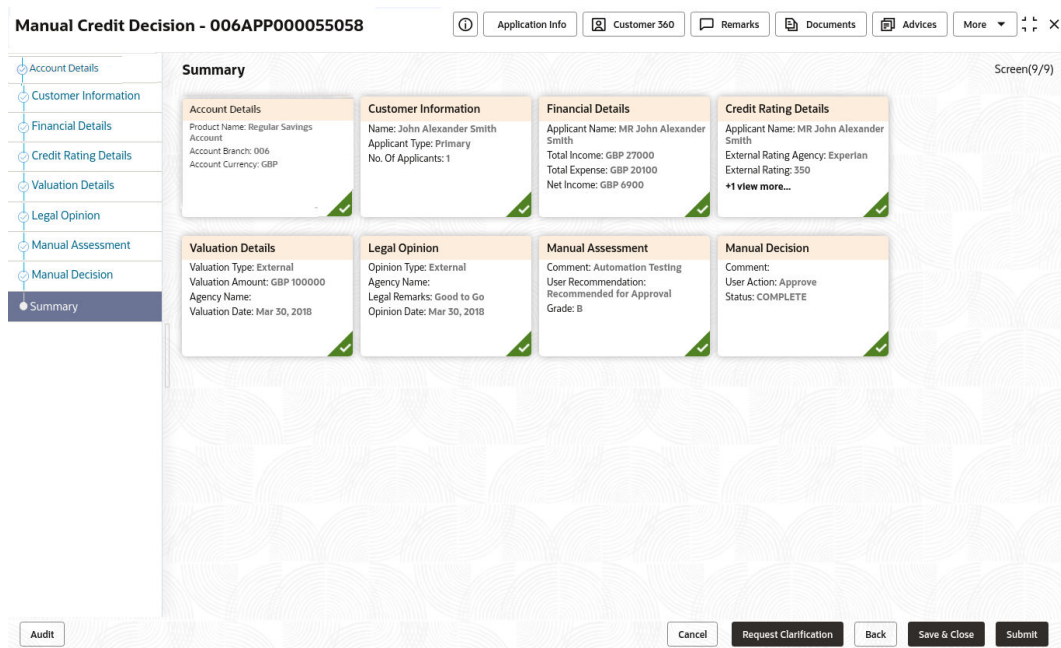 Manual Credit Decision - 006APP000055058
Application Info
Customer 360
Remarks
Documents
Advices
More
Account Details
Customer Information
Financial Details
Credit Rating Details
Valuation Details
Legal Opinion
Manual Assessment
Manual Decision
Summary
Summary
Screen(9/9)
Account Details
Product Name: Regular Savings
Account
Account Branch: 006
Account Currency: GBP
Customer Information
Name: John Alexander Smith
Applicant Type: Primary
No. Of Applicants: 1
Financial Details
Applicant Name: MR John Alexander
Smith
Total Income: GBP 27000
Total Expense: GBP 20100
Net Income: GBP 6900
Credit Rating Details
Applicant Name: MR John Alexander
Smith
External Rating Agency: Experian
External Rating: 350
+1 view more...
Valuation Details
Valuation Type: External
Valuation Amount: GBP 100000
Agency Name:
Valuation Date: Mar 30, 2018
Legal Opinion
Opinion Type: External
Agency Name:
Legal Remarks: Good to Go
Opinion Date: Mar 30, 2018
Manual Assessment
Comment: Automation Testing
User Recommendation:
Recommended for Approval
Grade: B
Manual Decision
Comment:
User Action: Approve
Status: COMPLETE
Audit
Cancel
Request Clarification
Back
Save & Close
Submit